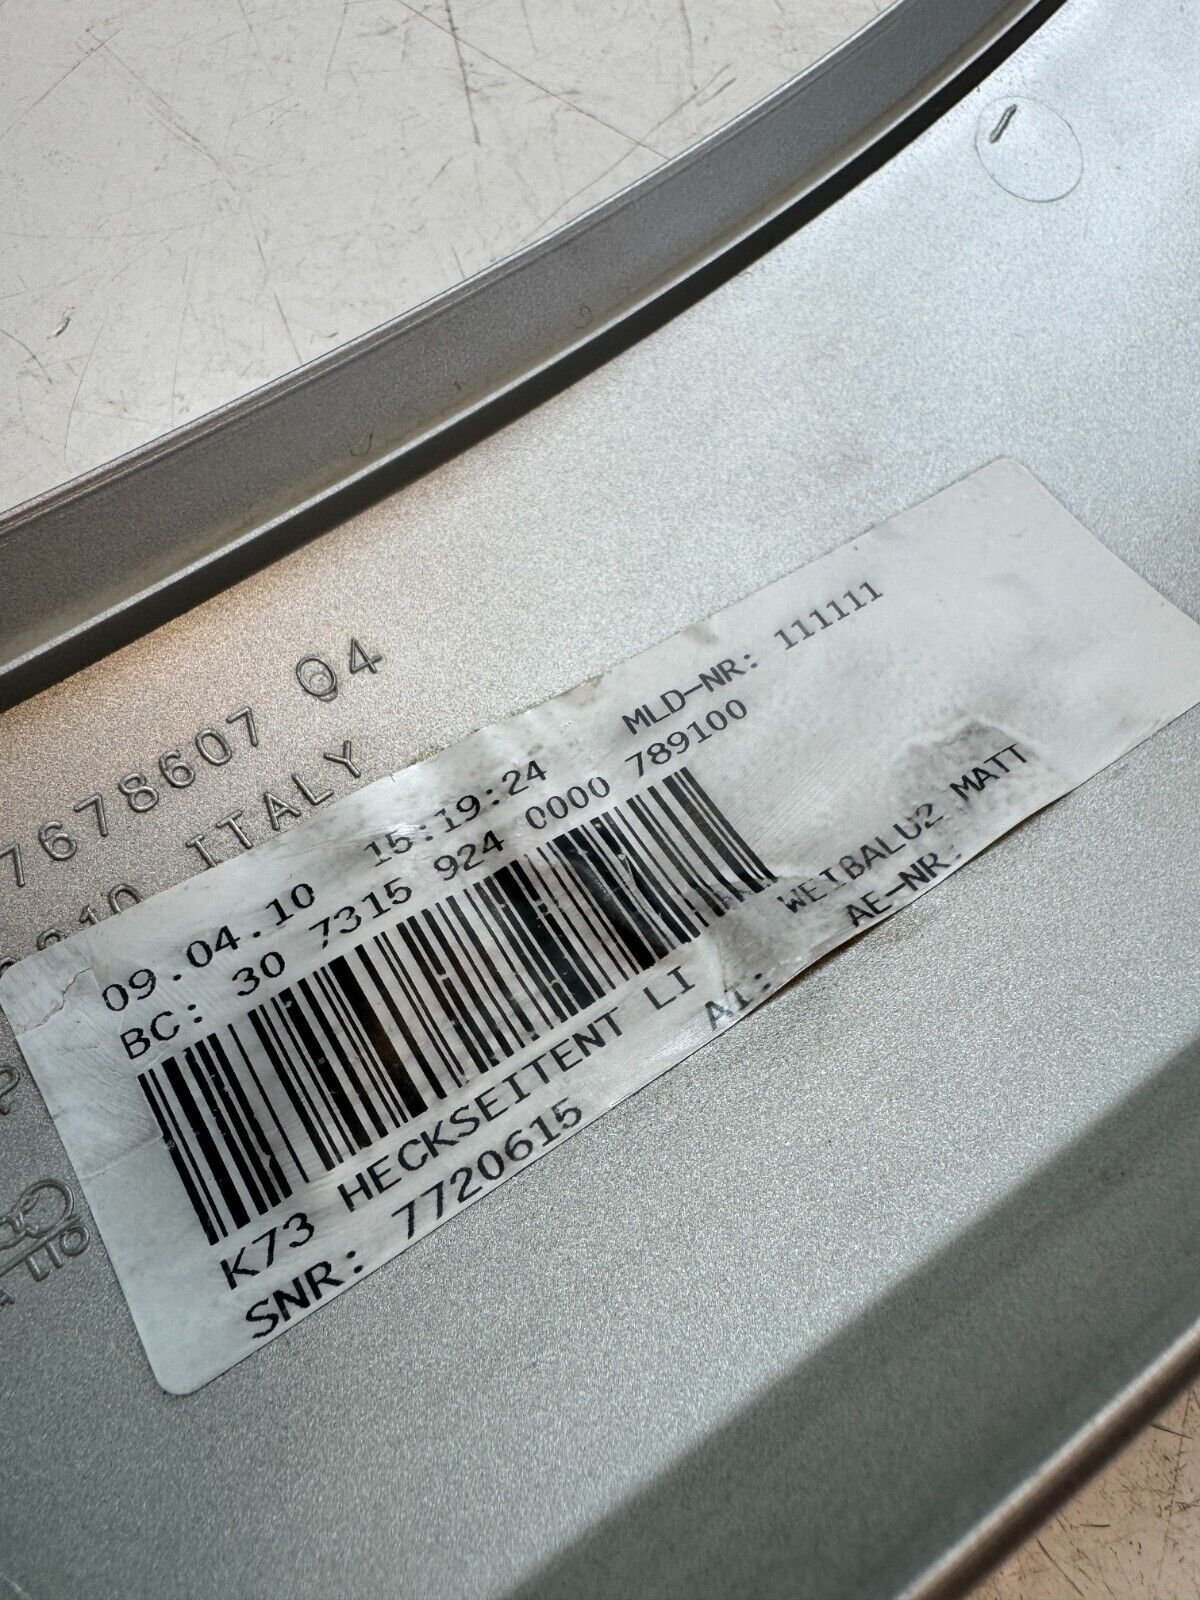 7678607 04
ITALY
09.04.10 15:19:24 MLD-NR: 111111
BC: 30 7315 924 0000 789100
K73 HECKSEITENT LI WEIBALU2 MATT
SNR: 7720615 AI: AE-NR: